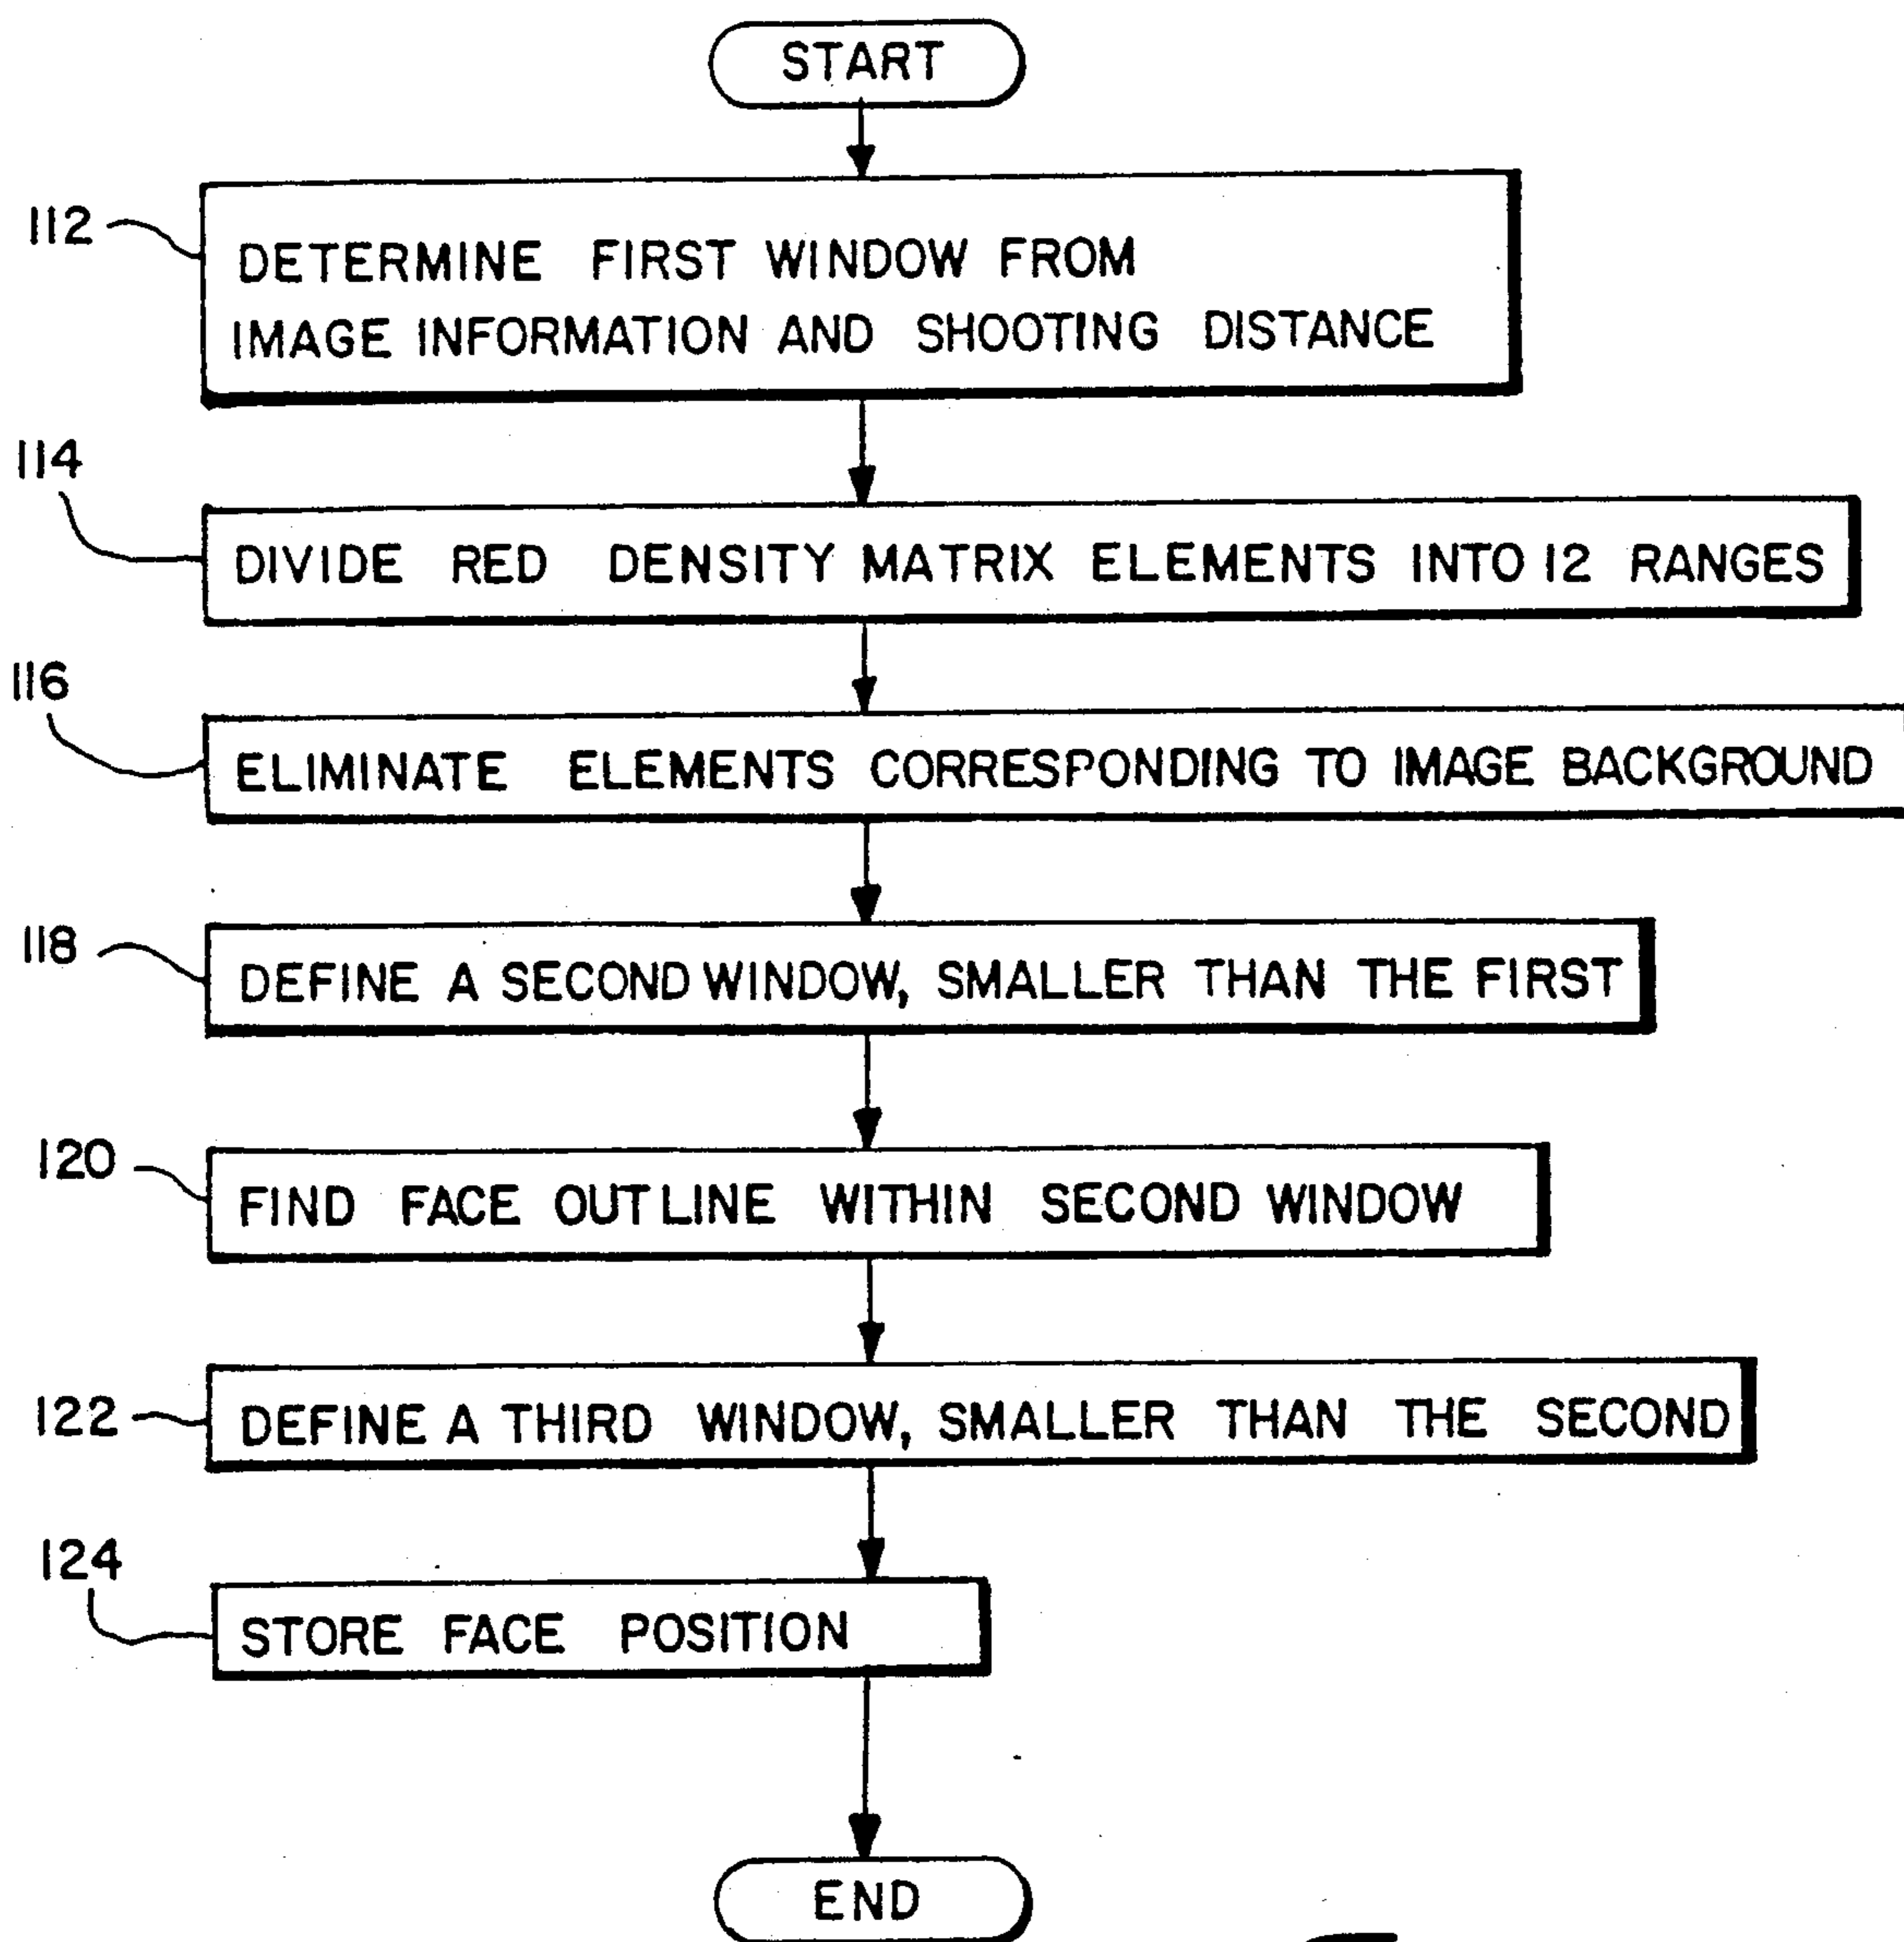 START
112
DETERMINE FIRST WINDOW FROM
IMAGE INFORMATION AND SHOOTING DISTANCE
114
DIVIDE RED DENSITY MATRIX ELEMENTS INTO 12 RANGES
116
ELIMINATE ELEMENTS CORRESPONDING TO IMAGE BACKGROUND
118
DEFINE A SECOND WINDOW, SMALLER THAN THE FIRST
120
FIND FACE OUTLINE WITHIN SECOND WINDOW
122
DEFINE A THIRD WINDOW, SMALLER THAN THE SECOND
124
STORE FACE POSITION
END